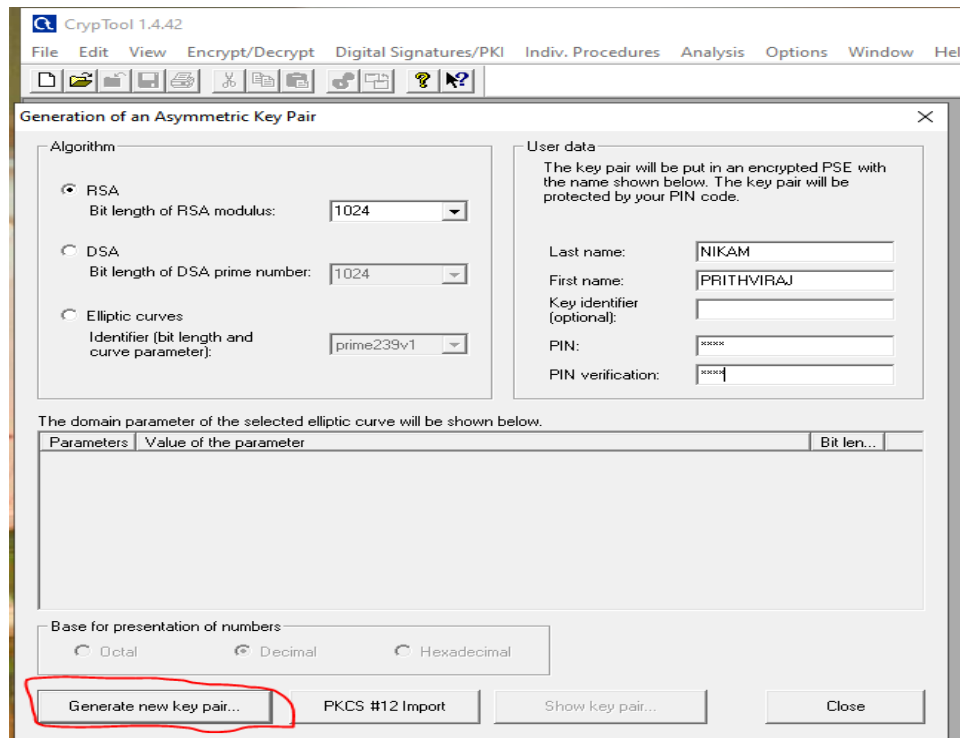 CrypTool 1.4.42
File Edit View Encrypt/Decrypt Digital Signatures/PKI Indiv. Procedures Analysis Options Window Hel
Generation of an Asymmetric Key Pair
Algorithm
RSA
Bit length of RSA modulus: 1024
DSA
Bit length of DSA prime number: 1024
Elliptic curves
Identifier (bit length and
curve parameter): prime239v1
User data
The key pair will be put in an encrypted PSE with
the name shown below. The key pair will be
protected by your PIN code.
Last name: NIKAM
First name: PRITHVIRAJ
Key identifier
(optional):
PIN: ****
PIN verification: ****
The domain parameter of the selected elliptic curve will be shown below.
Parameters Value of the parameter Bit len...
Base for presentation of numbers
Octal Decimal Hexadecimal
Generate new key pair... PKCS #12 Import Show key pair... Close